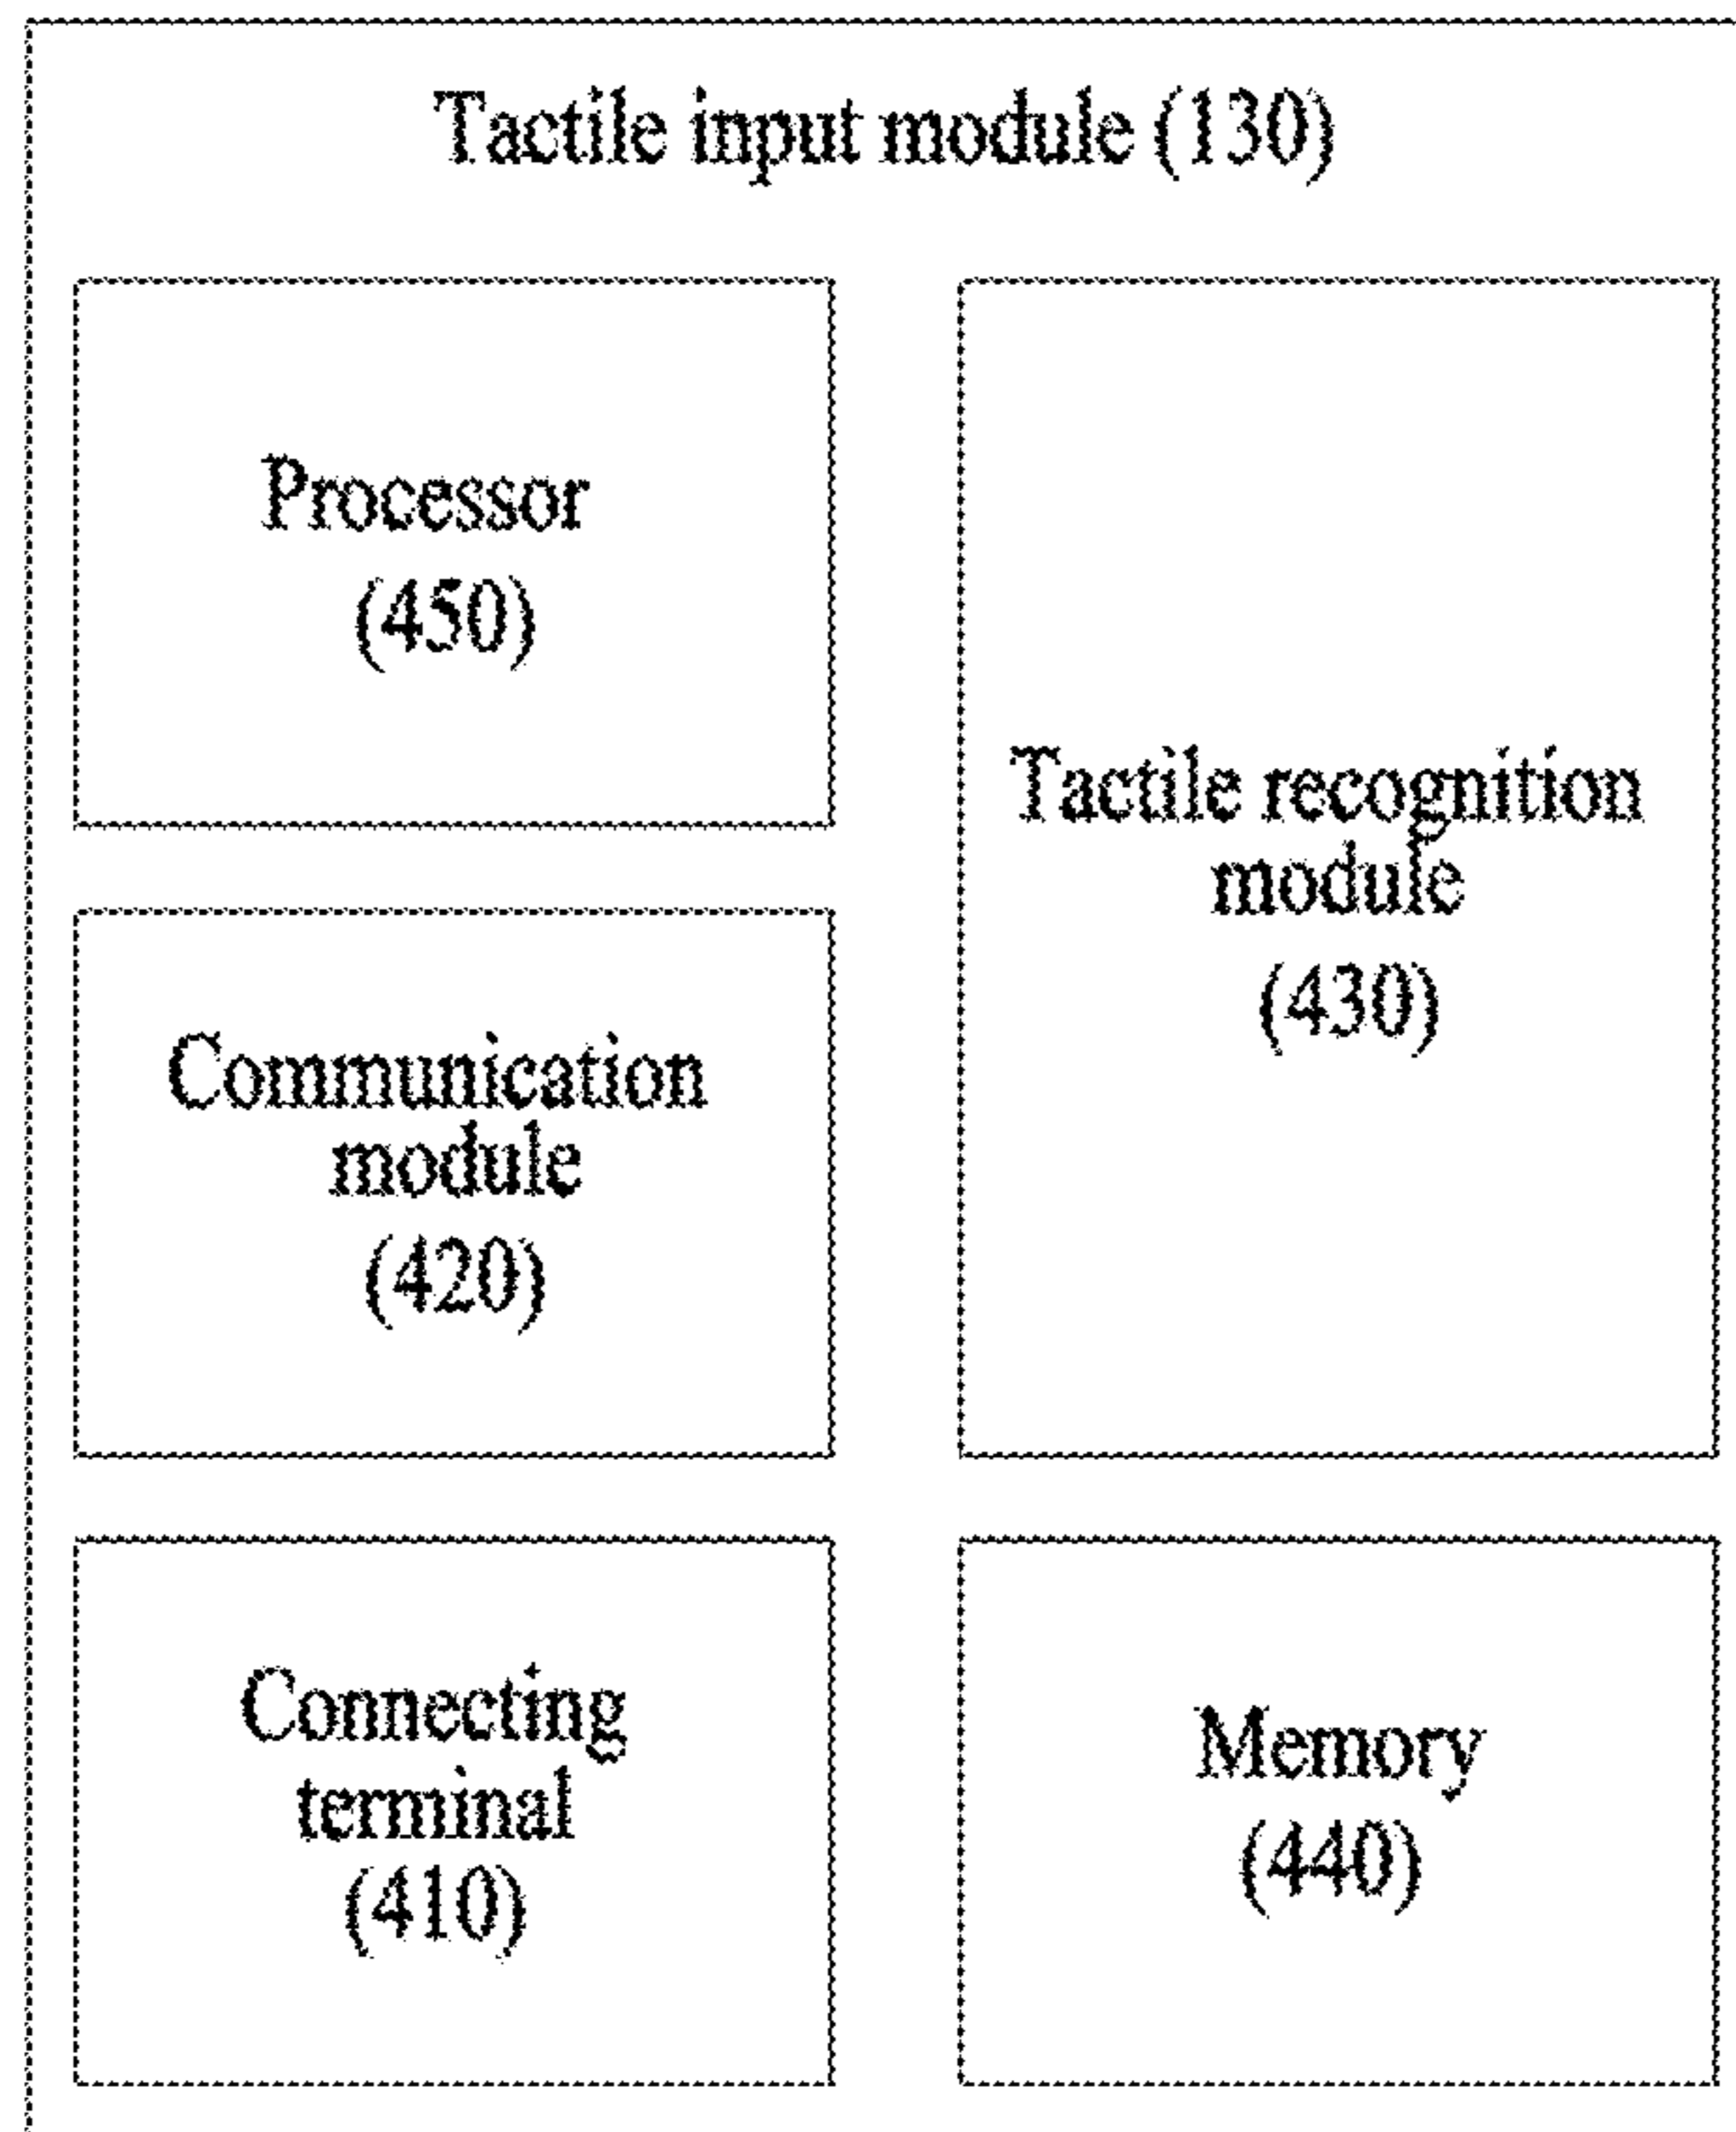 Tactile input module (130)
Processor
(450)
Communication
module
(420)
Connecting
terminal
(410)
Tactile recognition
module
(430)
Memory
(440)